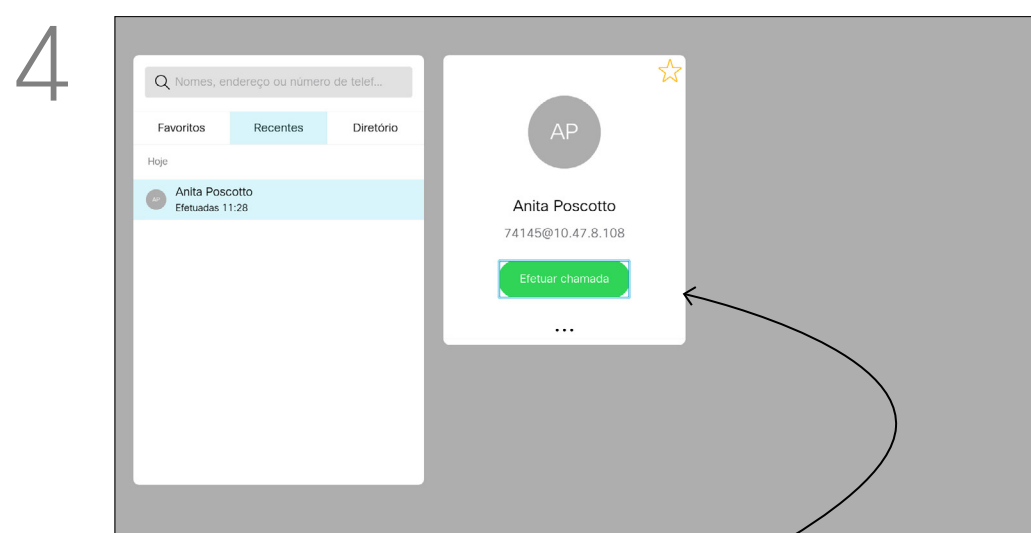 4
Nomes, endereço ou número de telef...
Favoritos Recentes Diretório
Hoje
AP Anita Poscotto
Efetuadas 11:28
AP
Anita Poscotto
74145@10.47.8.108
Efetuar chamada
...